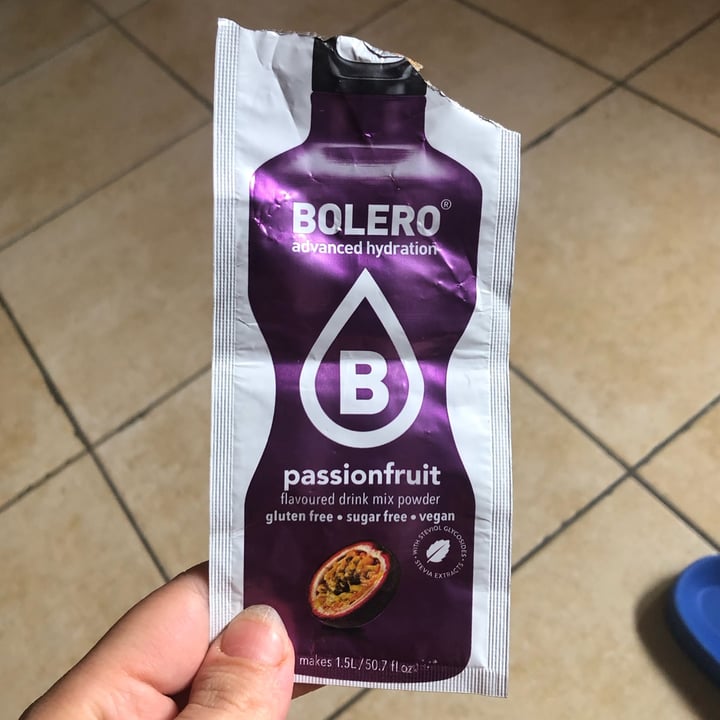 BOLERO®
advanced hydration
B
passionfruit
flavoured drink mix powder
gluten free • sugar free • vegan
• WITH STEVIOL GLYCOSIDES •
STEVIA EXTRACTS
makes 1.5L/50.7 fl oz